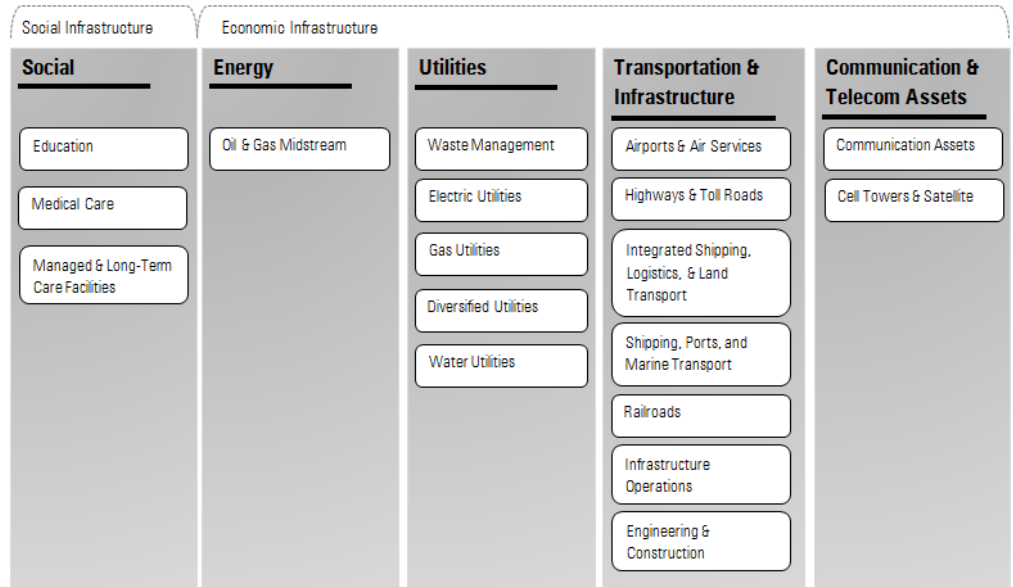 Social Infrastructure
Economic Infrastructure
Social
Education
Medical Care
Managed & Long-Term
Care Facilities
Energy
Oil & Gas Midstream
Utilities
Waste Management
Electric Utilities
Gas Utilities
Diversified Utilities
Water Utilities
Transportation &
Infrastructure
Airports & Air Services
Highways & Toll Roads
Integrated Shipping,
Logistics, & Land
Transport
Shipping, Ports, and
Marine Transport
Railroads
Infrastructure
Operations
Engineering &
Construction
Communication &
Telecom Assets
Communication Assets
Cell Towers & Satellite